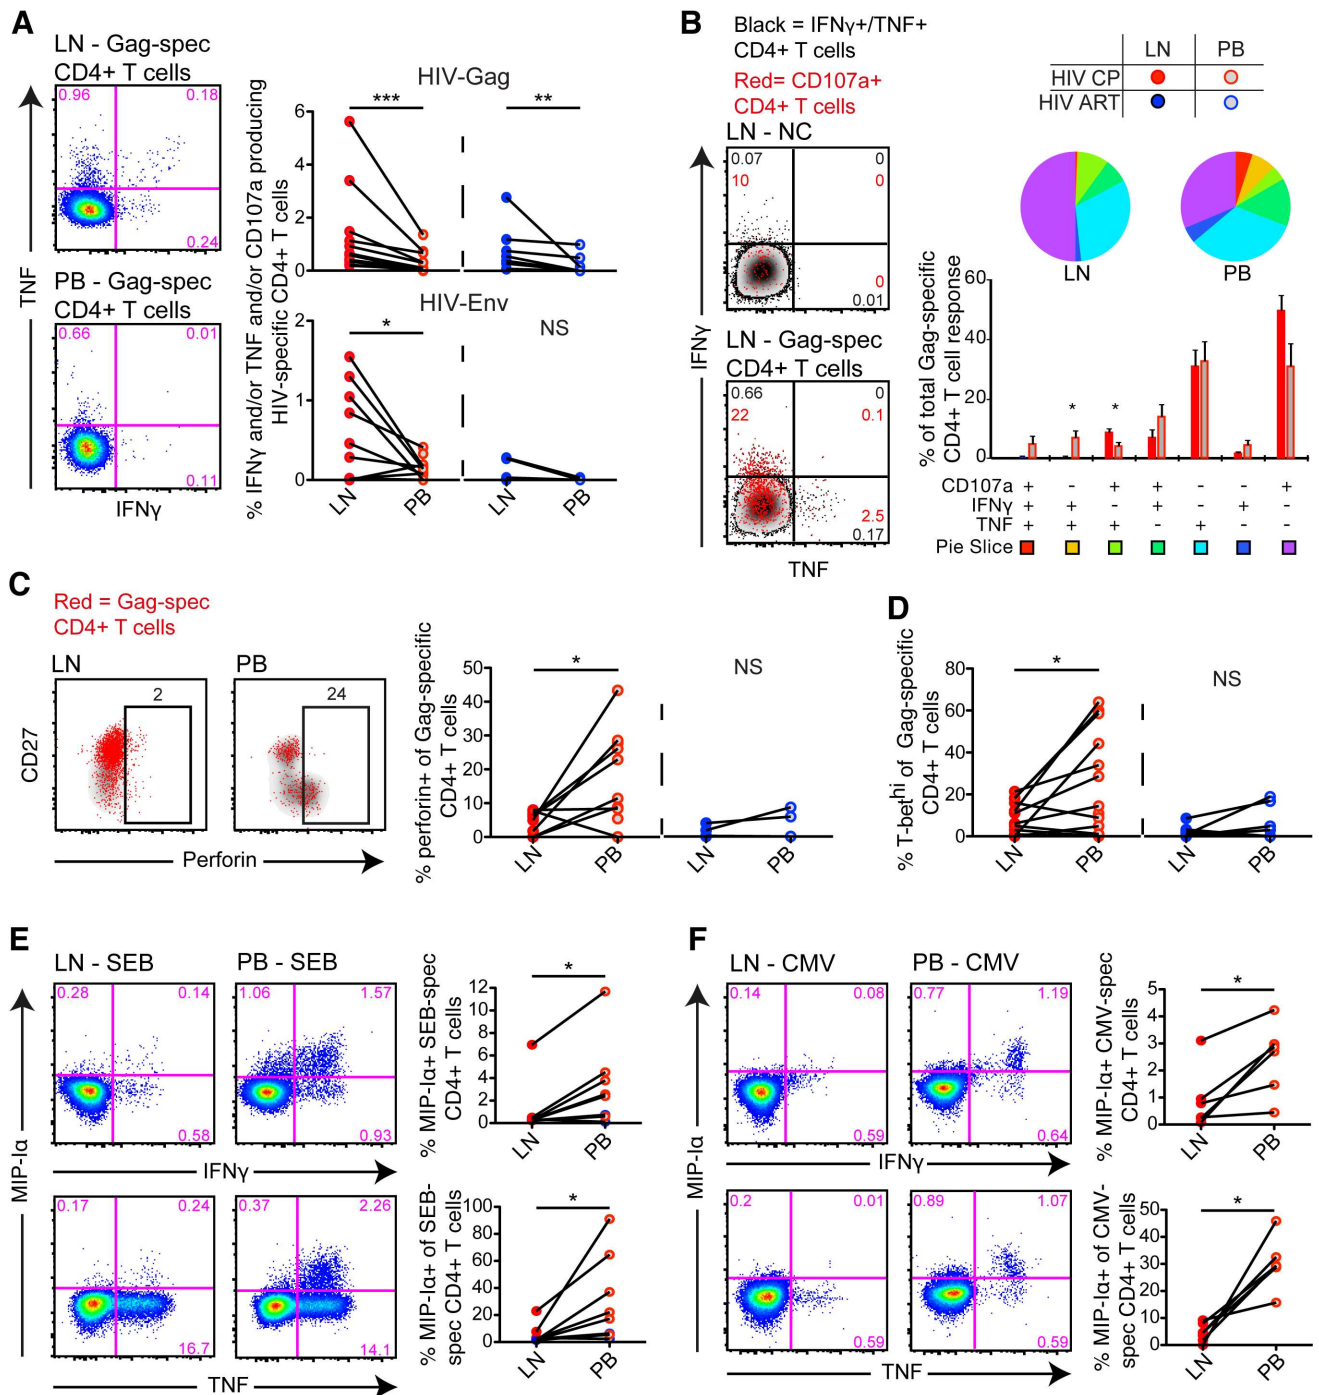 A
LN - Gag-spec
CD4+ T cells
0.96
0.18
0.24
PB - Gag-spec
CD4+ T cells
0.66
0.01
0.11
TNF
IFNγ
% IFNγ and/or TNF and/or CD107a producing
HIV-specific CD4+ T cells
HIV-Gag
***
**
6
4
2
0
HIV-Env
*
NS
2
1
0
LN
PB
LN
PB
B
Black = IFNγ+/TNF+
CD4+ T cells
Red= CD107a+
CD4+ T cells
LN PB
HIV CP
HIV ART
LN - NC
0.07
10
0
0
0
0.01
LN - Gag-spec
CD4+ T cells
0.66
22
0
0.1
2.5
0.17
IFNγ
TNF
LN
PB
% of total Gag-specific
CD4+ T cell response
60
40
20
0
* *
CD107a + - + + - - +
IFNγ + + - + - + -
TNF + + + - + - -
Pie Slice
C
Red = Gag-spec
CD4+ T cells
LN
PB
2
24
CD27
Perforin
% perforin+ of Gag-specific
CD4+ T cells
50
40
30
20
10
0
*
NS
LN
PB
LN
PB
D
% T-bethi of Gag-specific
CD4+ T cells
80
60
40
20
0
*
NS
LN
PB
LN
PB
E
LN - SEB
PB - SEB
0.28
0.14
0.58
1.06
1.57
0.93
MIP-Iα
IFNγ
0.17
0.24
16.7
0.37
2.26
14.1
TNF
% MIP-Iα+ SEB-spec
CD4+ T cells
12
10
8
6
4
2
0
*
LN
PB
% MIP-Iα+ of SEB-
spec CD4+ T cells
100
80
60
40
20
0
*
LN
PB
F
LN - CMV
PB - CMV
0.14
0.08
0.59
0.77
1.19
0.64
MIP-Iα
IFNγ
0.2
0.01
0.59
0.89
1.07
0.59
TNF
% MIP-Iα+ CMV-spec
CD4+ T cells
5
4
3
2
1
0
*
LN
PB
% MIP-Iα+ of CMV-
spec CD4+ T cells
50
40
30
20
10
0
*
LN
PB